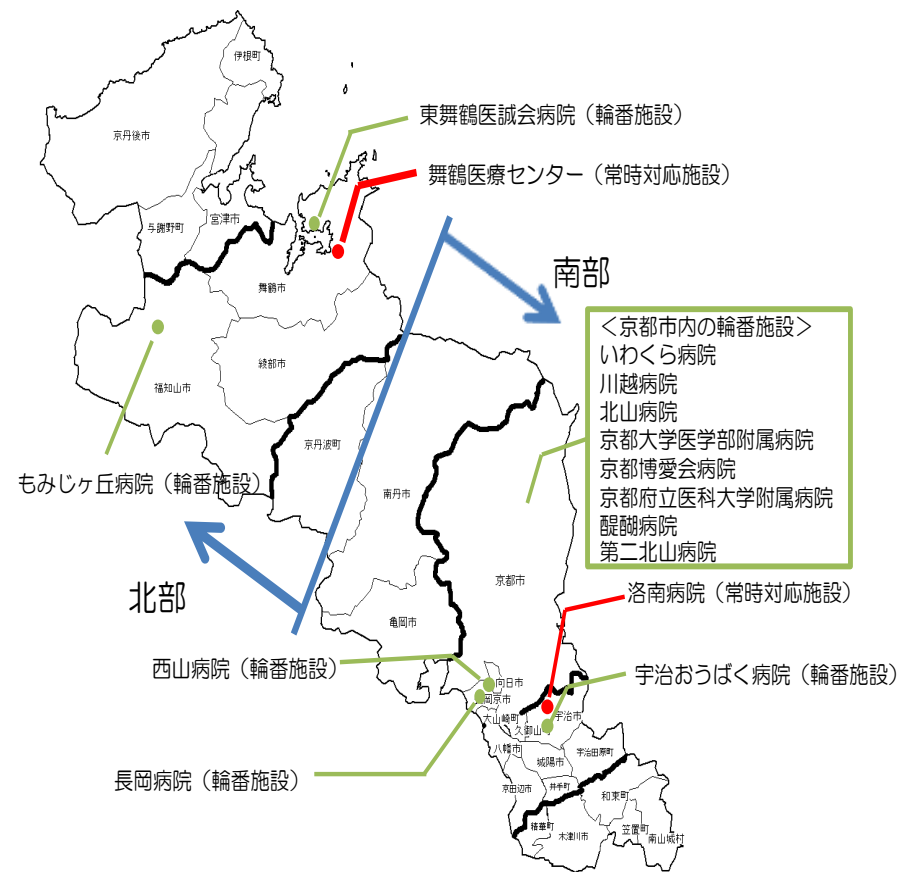 伊根町
京丹後市
東舞鶴医誠会病院（輪番施設）
舞鶴医療センター（常時対応施設）
与謝野町
宮津市
舞鶴市
南部
＜京都市内の輪番施設＞
いわくら病院
川越病院
北山病院
京都大学医学部附属病院
京都博愛会病院
京都府立医科大学附属病院
醍醐病院
第二北山病院
綾部市
福知山市
京丹波町
もみじヶ丘病院（輪番施設）
南丹市
京都市
北部
亀岡市
洛南病院（常時対応施設）
西山病院（輪番施設）
宇治おうばく病院（輪番施設）
向日市
岡京市
大山崎町
宇治市
久御山
八幡市
城陽市
宇治田原町
長岡病院（輪番施設）
京田辺市
井手町
和束町
精華町
木津川市
笠置町
南山城村